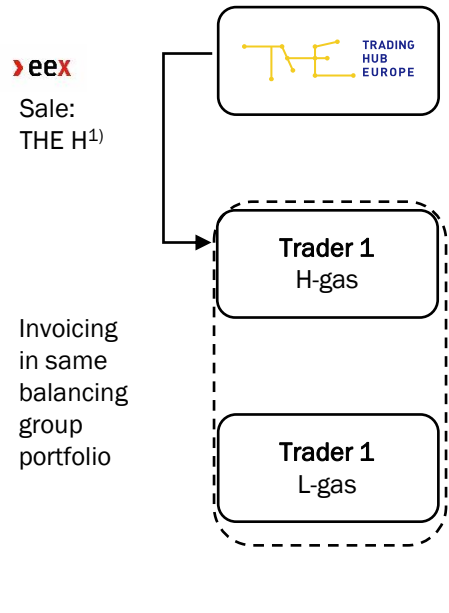 eex
Sale:
THE H1)
TRADING
HUB
EUROPE
Trader 1
H-gas
Invoicing
in same
balancing
group
portfolio
Trader 1
L-gas